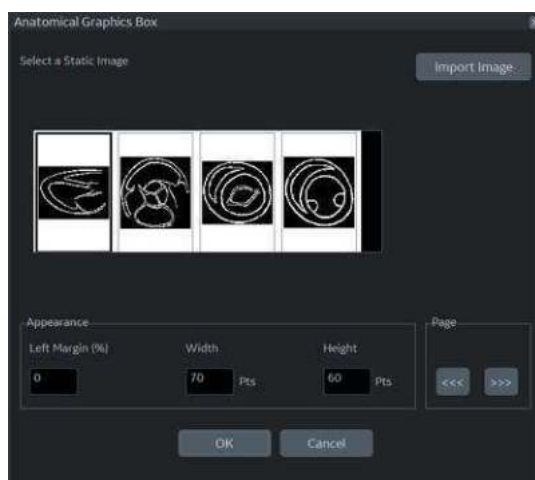 Anatomical Graphics Box
Select a Static Image
Import Image
Appearance
Left Margin (%)
Width
Height
0
70 Pts
60 Pts
Page
<<<
>>>
OK
Cancel